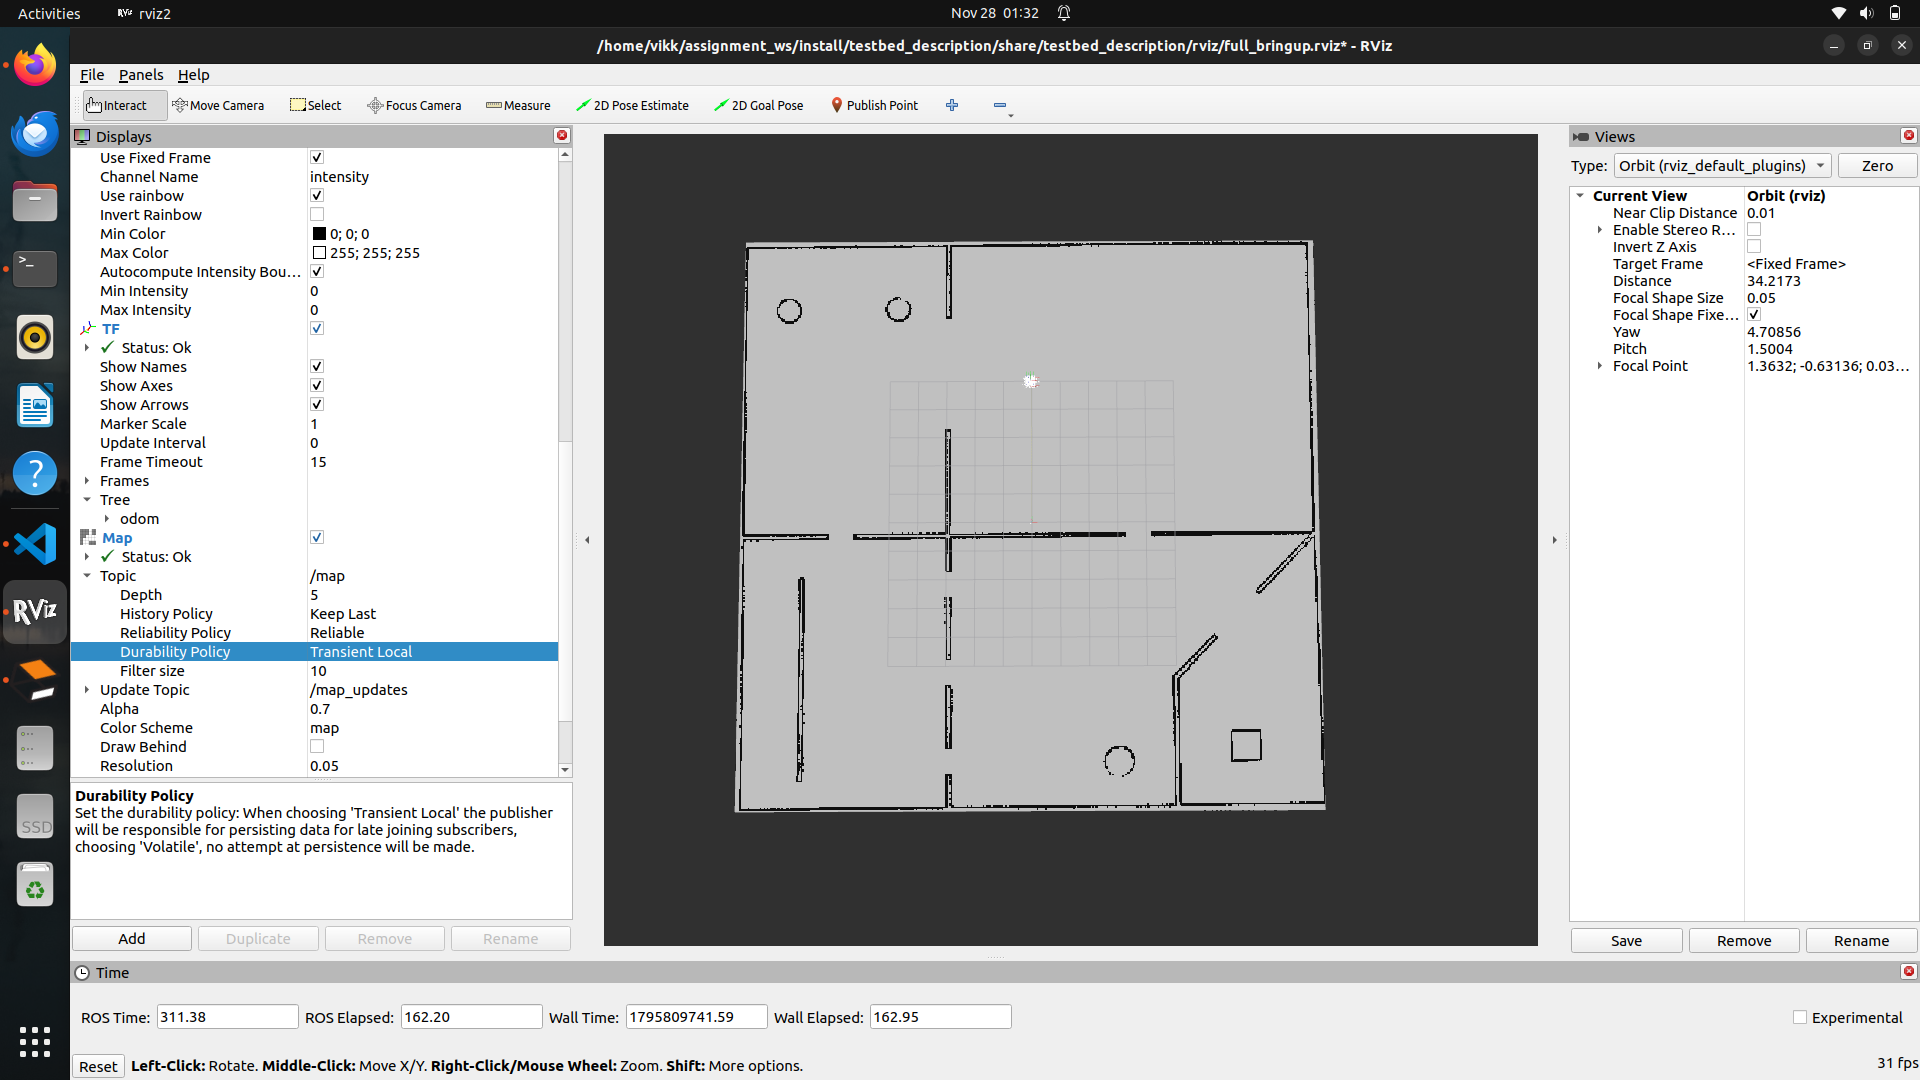 Activities
RViz rviz2
Nov 28 01:32
/home/vikk/assignment_ws/install/testbed_description/share/testbed_description/rviz/full_bringup.rviz* - RViz
File Panels Help
Interact Move Camera Select Focus Camera Measure 2D Pose Estimate 2D Goal Pose Publish Point
Displays
Use Fixed Frame
Channel Name intensity
Use rainbow
Invert Rainbow
Min Color 0; 0; 0
Max Color 255; 255; 255
Autocompute Intensity Bou...
Min Intensity 0
Max Intensity 0
TF
Status: Ok
Show Names
Show Axes
Show Arrows
Marker Scale 1
Update Interval 0
Frame Timeout 15
Frames
Tree
odom
Map
Status: Ok
Topic /map
Depth 5
History Policy Keep Last
Reliability Policy Reliable
Durability Policy Transient Local
Filter size 10
Update Topic /map_updates
Alpha 0.7
Color Scheme map
Draw Behind
Resolution 0.05
Durability Policy
Set the durability policy: When choosing 'Transient Local' the publisher
will be responsible for persisting data for late joining subscribers,
choosing 'Volatile', no attempt at persistence will be made.
Add Duplicate Remove Rename
Views
Type: Orbit (rviz_default_plugins) Zero
Current View Orbit (rviz)
Near Clip Distance 0.01
Enable Stereo R...
Invert Z Axis
Target Frame <Fixed Frame>
Distance 34.2173
Focal Shape Size 0.05
Focal Shape Fixe...
Yaw 4.70856
Pitch 1.5004
Focal Point 1.3632; -0.63136; 0.03...
Save Remove Rename
RViz
SSD
Time
ROS Time: 311.38 ROS Elapsed: 162.20 Wall Time: 1795809741.59 Wall Elapsed: 162.95 Experimental
Reset Left-Click: Rotate. Middle-Click: Move X/Y. Right-Click/Mouse Wheel: Zoom. Shift: More options.
31 fps